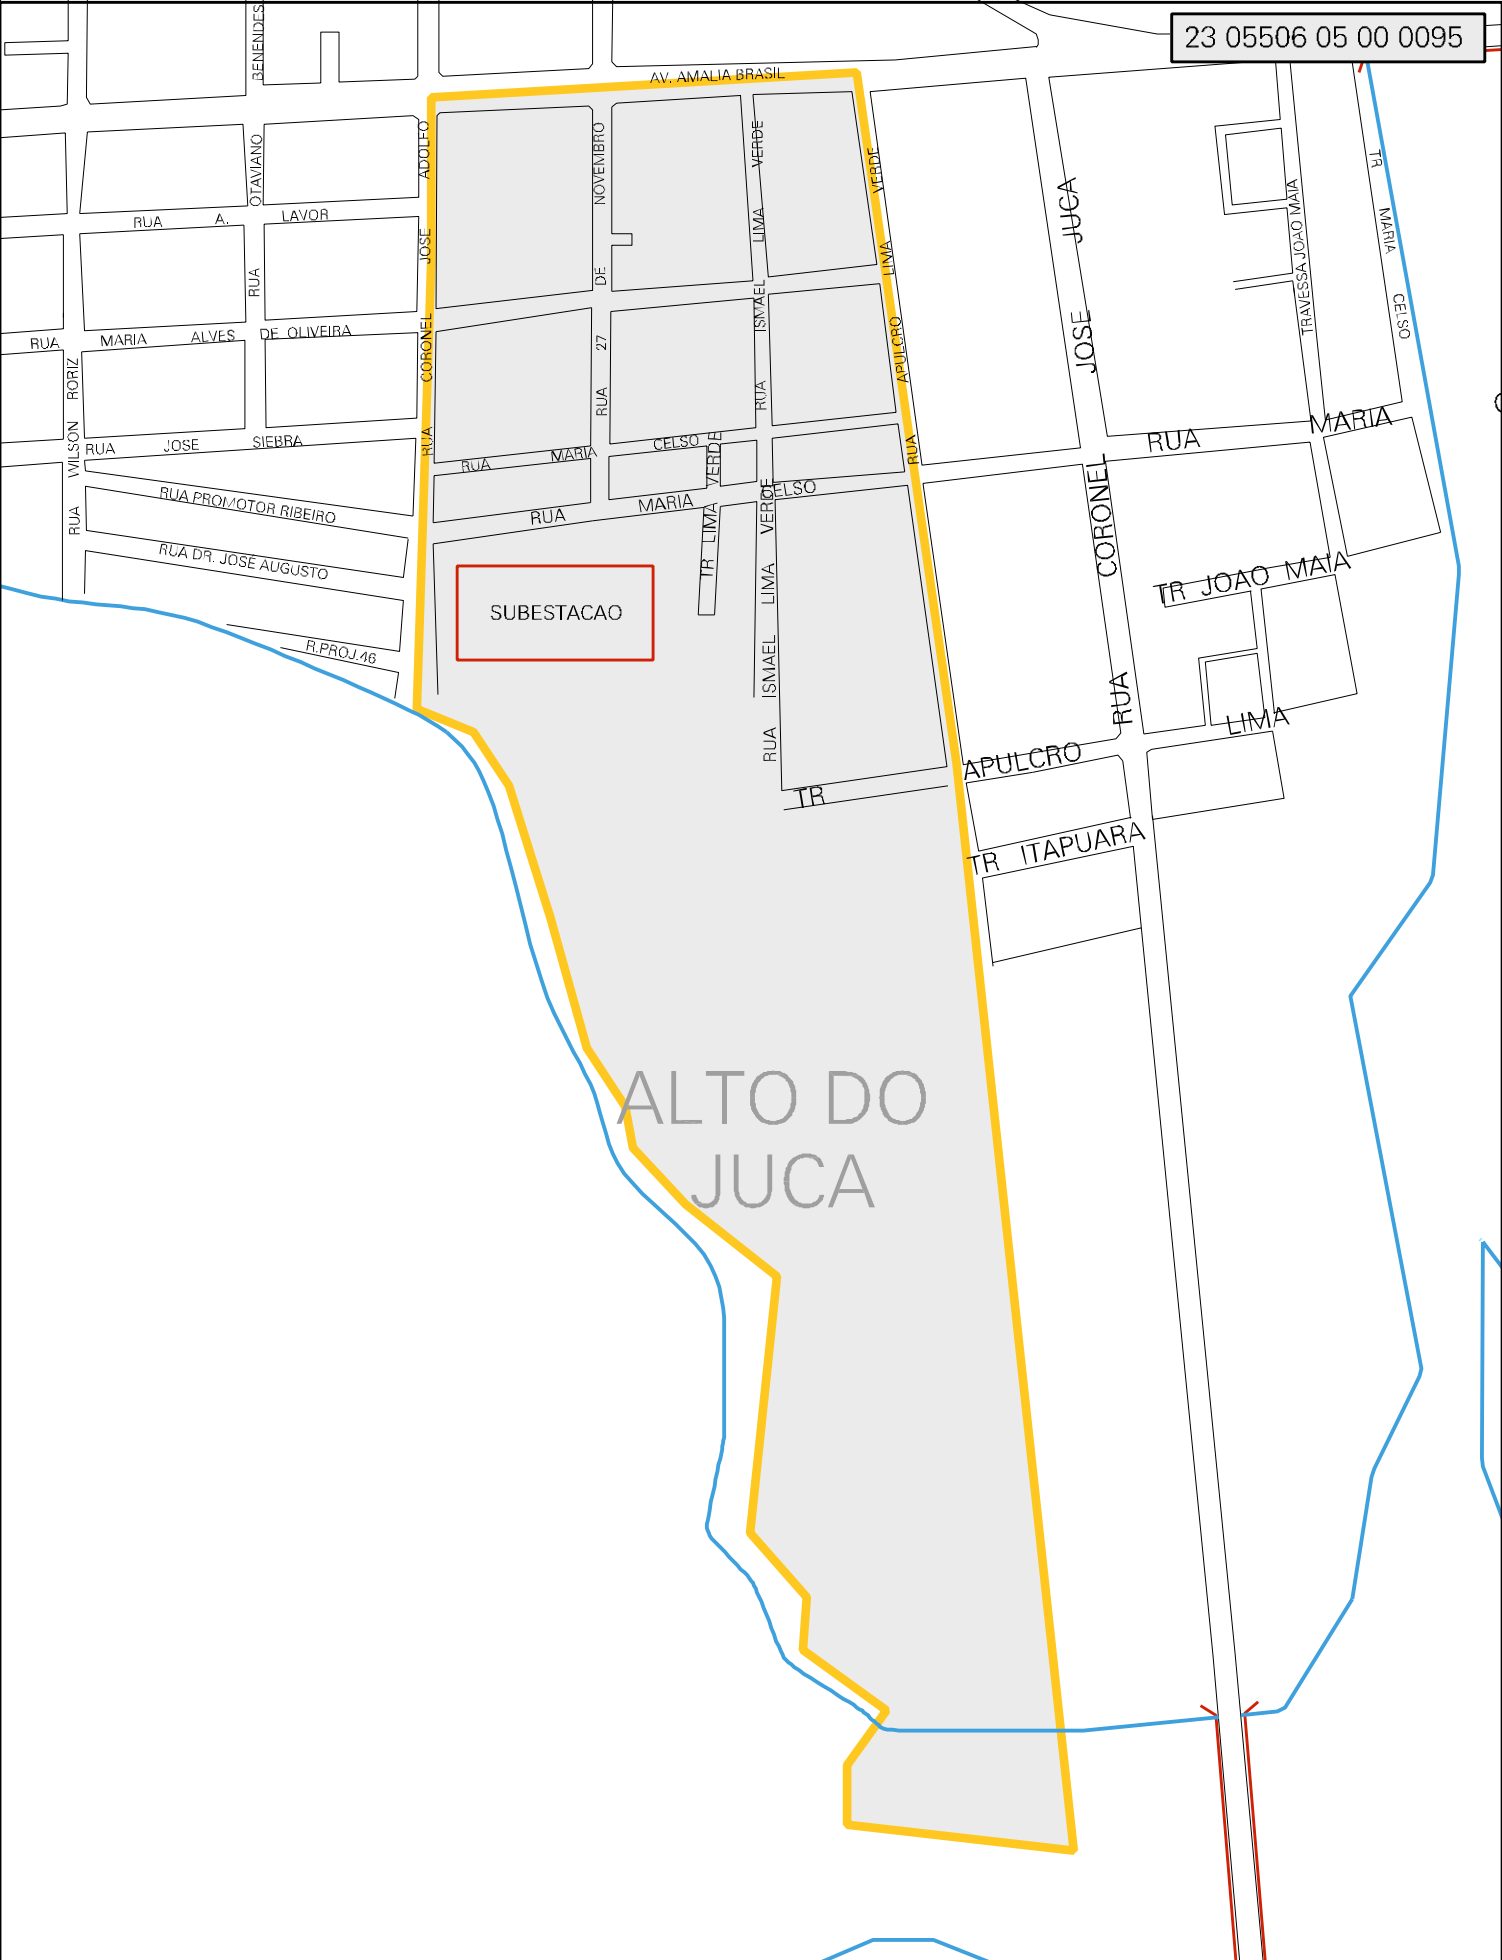 23 05506 05 00 0095
AV. AMALIA BRASIL
BENENDES
RUA OTAVIANO
RUA A. LAVOR
RUA MARIA ALVES DE OLIVEIRA
RUA WILSON RORIZ
RUA JOSE SIEBRA
RUA PROMOTOR RIBEIRO
RUA DR. JOSÉ AUGUSTO
R.PROJ.46
RUA CORONEL JOSE ADOLFO
RUA 27 DE NOVEMBRO
RUA ISMAEL LIMA VERDE
RUA APULCRO LIMA VERDE
RUA MARIA CELSO
RUA MARIA CELSO
TR LIMA VERDE
RUA ISMAEL LIMA VERDE
SUBESTACAO
RUA CORONEL JOSE JUCA
TRAVESSA JOAO MAIA
TR MARIA CELSO
RUA MARIA
TR JOAO MAIA
TR APULCRO LIMA
TR ITAPUARA
ALTO DO
JUCA